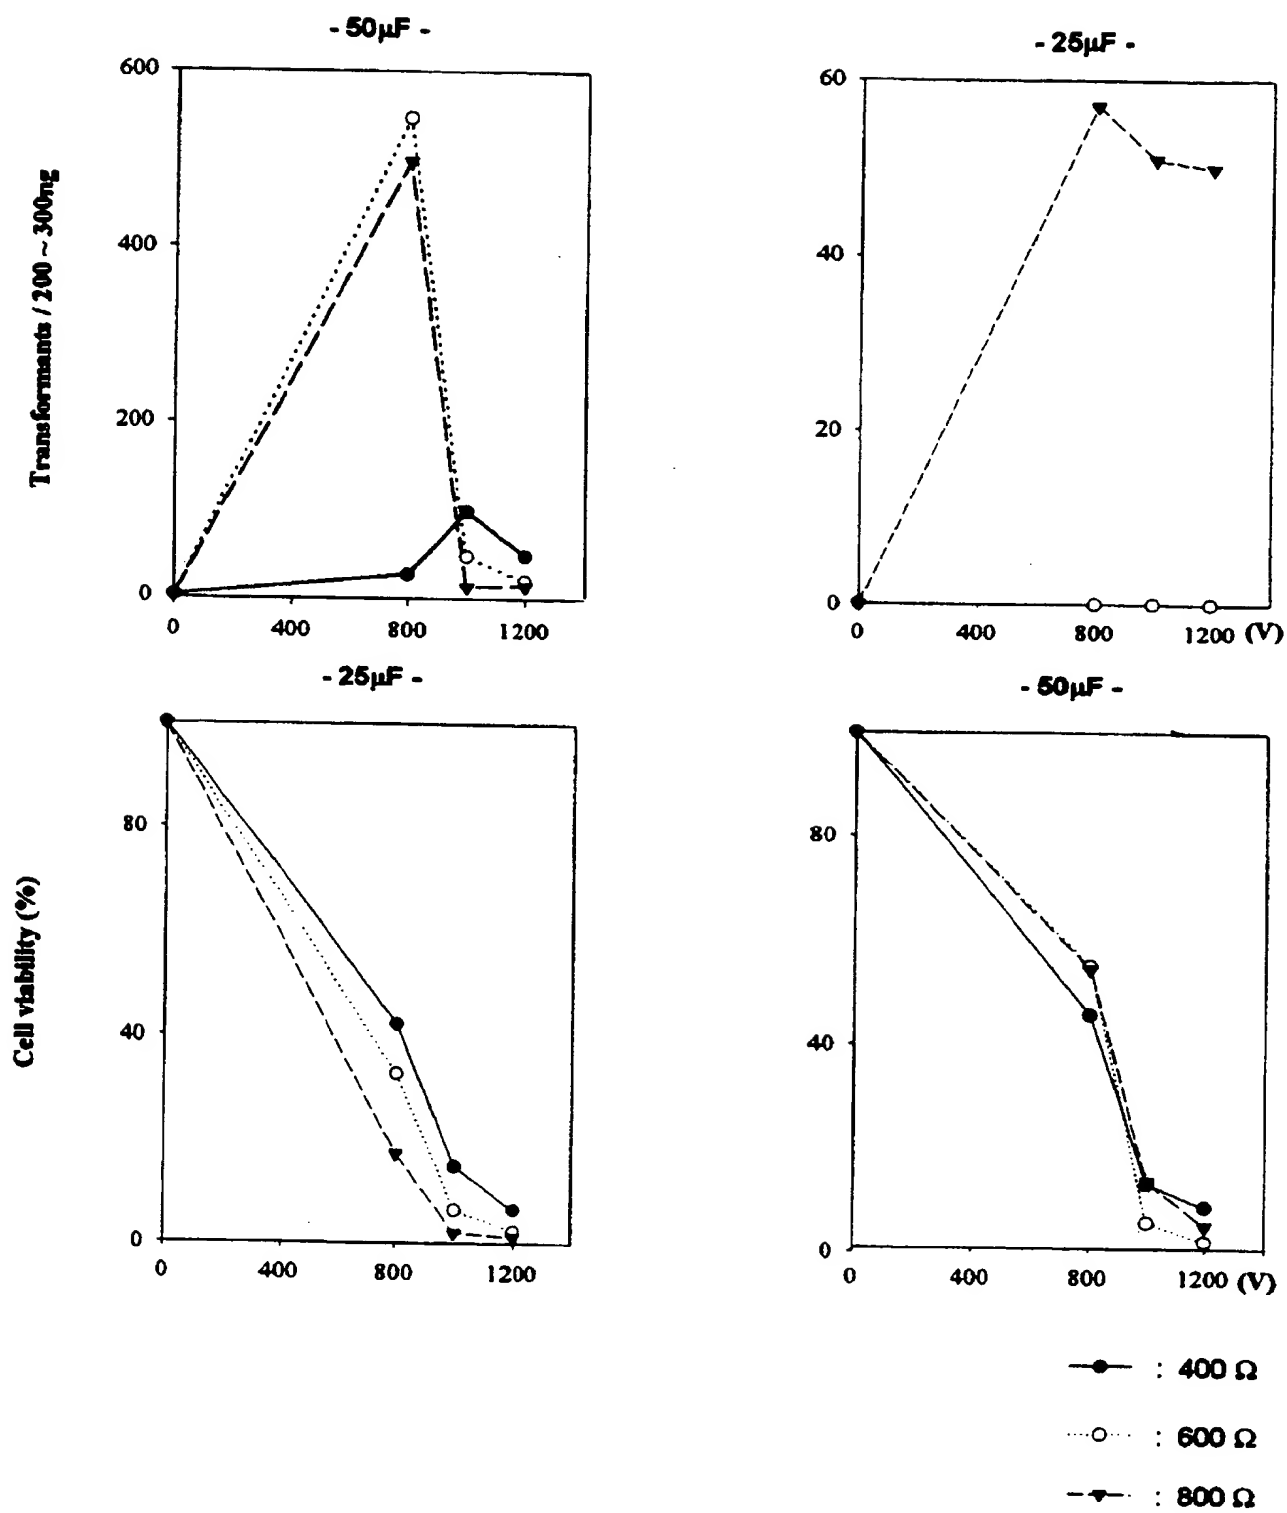 - 50μF -
- 25μF -
600
400
200
0
0 400 800 1200
Transformants / 200 ~ 300ng
60
40
20
0
0 400 800 1200 (V)
- 25μF -
- 50μF -
80
40
0
0 400 800 1200
Cell viability (%)
80
40
0
0 400 800 1200 (V)
: 400 Ω
: 600 Ω
: 800 Ω